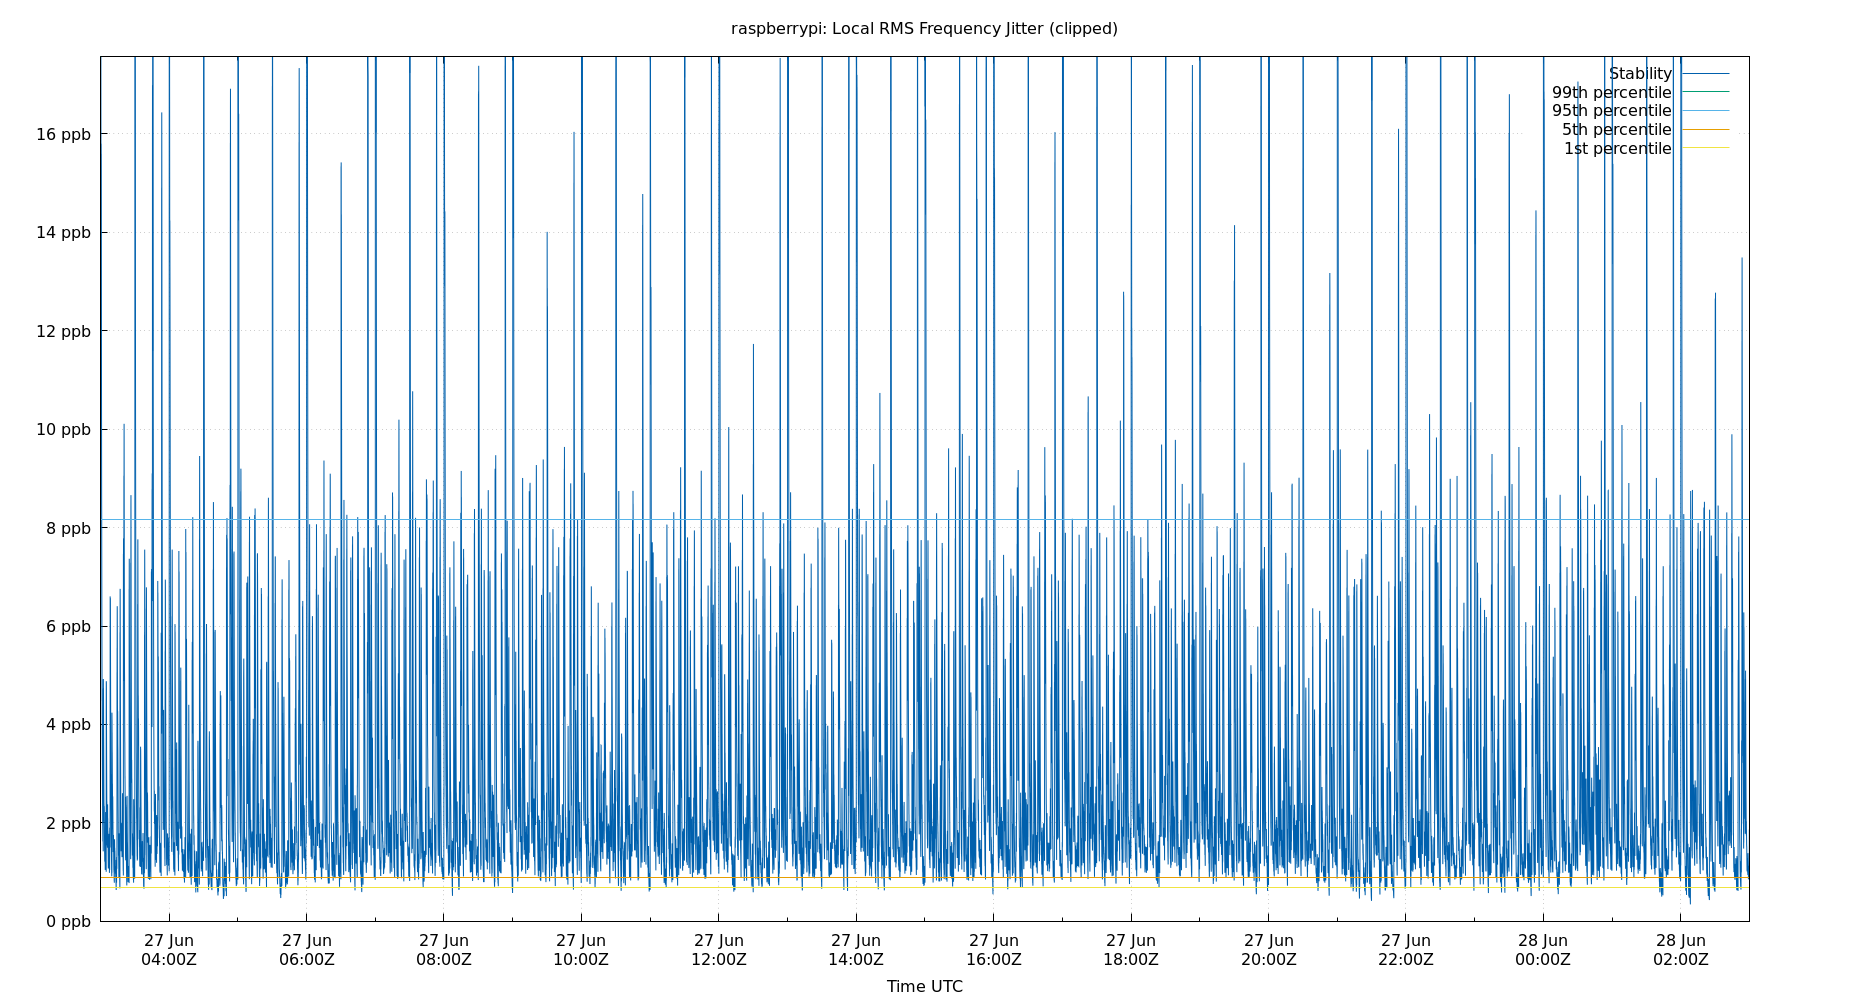 raspberrypi: Local RMS Frequency Jitter (clipped)
Stability
99th percentile
95th percentile
5th percentile
1st percentile
16 ppb
14 ppb
12 ppb
10 ppb
8 ppb
6 ppb
4 ppb
2 ppb
0 ppb
27 Jun 27 Jun 27 Jun 27 Jun 27 Jun 27 Jun 27 Jun 27 Jun 27 Jun 27 Jun 28 Jun 28 Jun
04:00Z 06:00Z 08:00Z 10:00Z 12:00Z 14:00Z 16:00Z 18:00Z 20:00Z 22:00Z 00:00Z 02:00Z
Time UTC